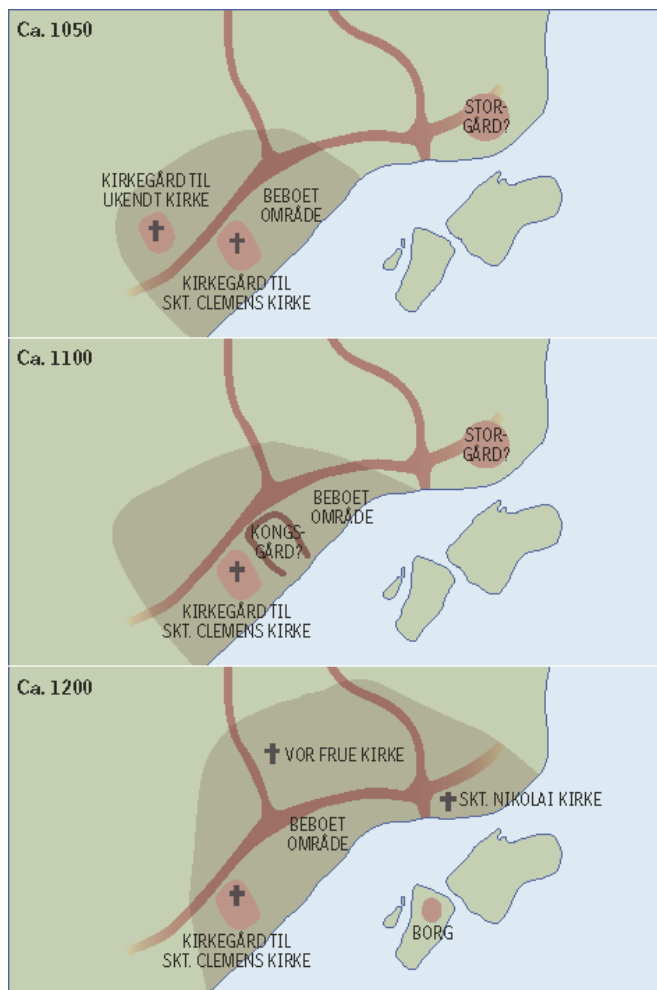 Ca. 1050
STOR-
GÅRD?
KIRKEGÅRD TIL
UKENDT KIRKE
BEBOET
OMRÅDE
KIRKEGÅRD TIL
SKT. CLEMENS KIRKE
Ca. 1100
STOR-
GÅRD?
BEBOET
OMRÅDE
KONGS-
GÅRD?
KIRKEGÅRD TIL
SKT. CLEMENS KIRKE
Ca. 1200
VOR FRUE KIRKE
SKT. NIKOLAI KIRKE
BEBOET
OMRÅDE
BORG
KIRKEGÅRD TIL
SKT. CLEMENS KIRKE